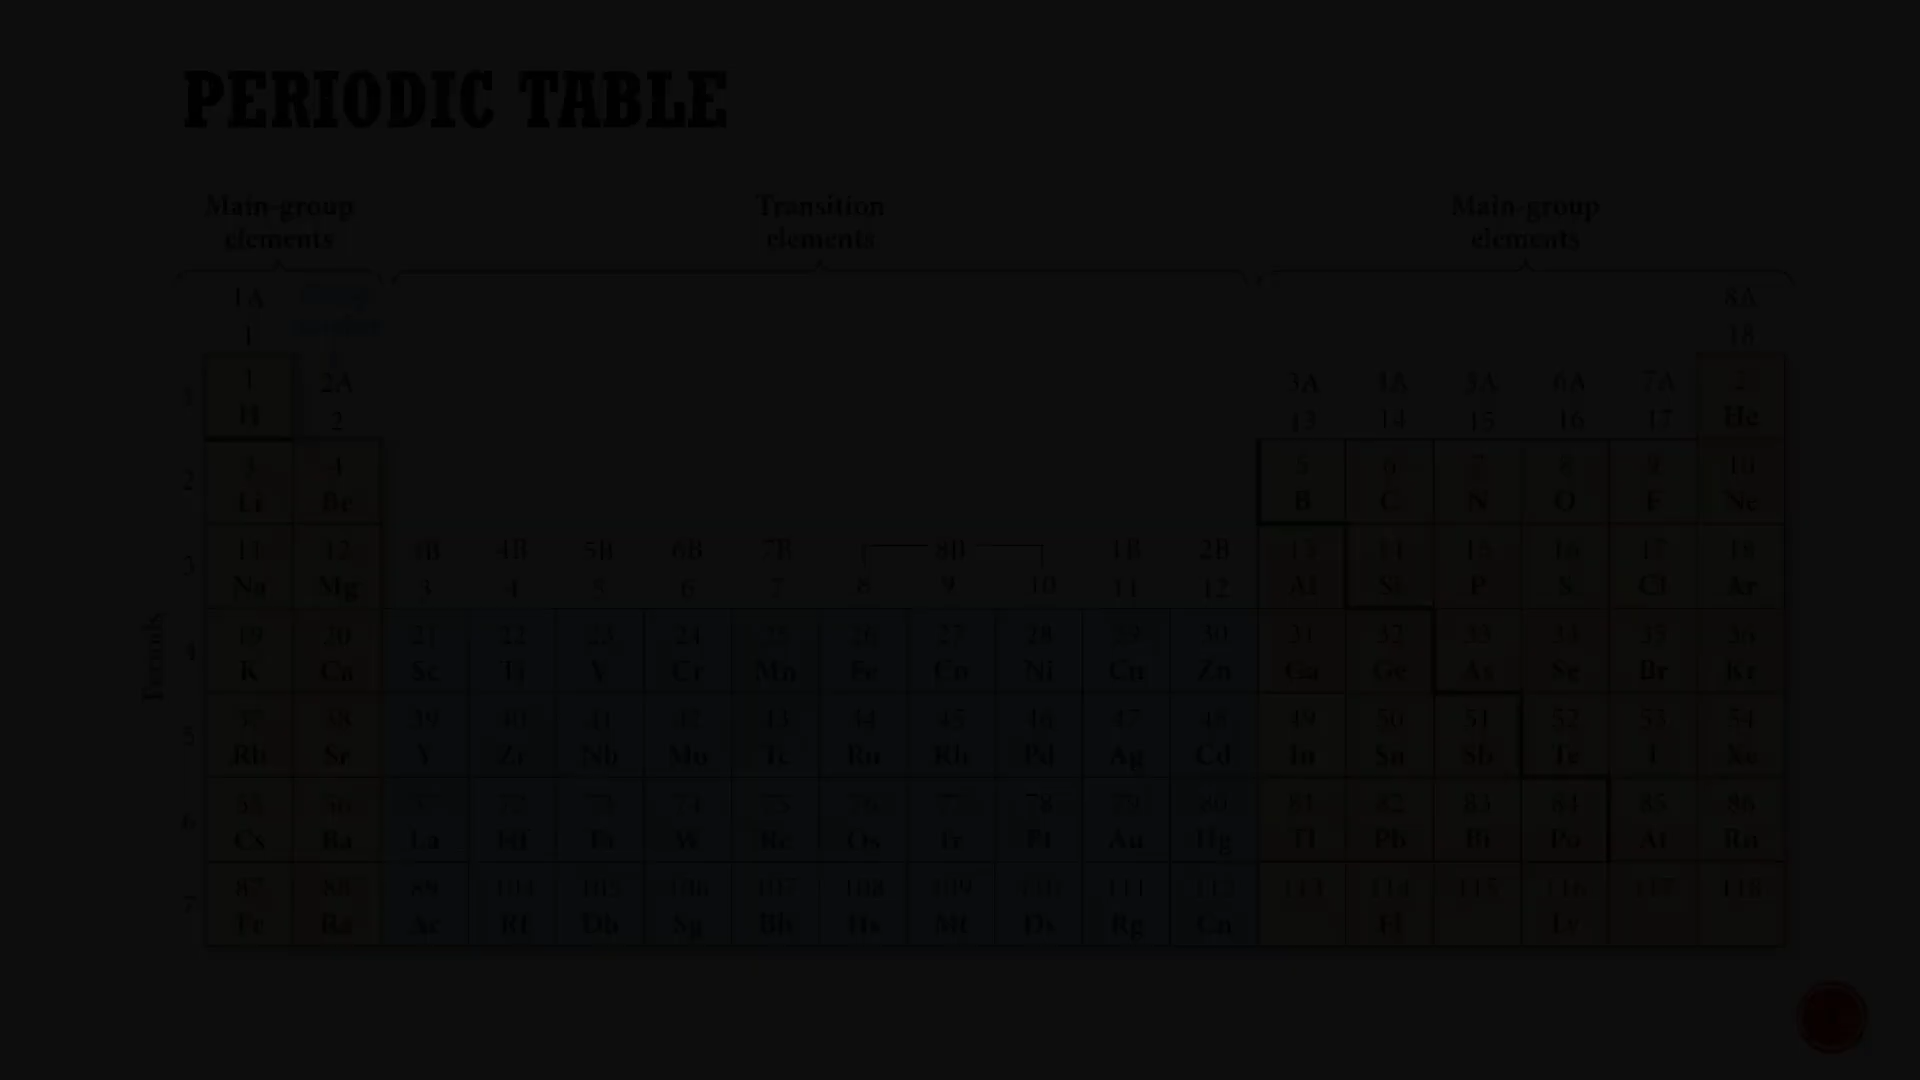 PERIODIC TABLE
Main-group Transition Main-group
elements elements elements
1A 8A
1 18
1 2A 3A 4A 5A 6A 7A 2
H 2 13 14 15 16 17 He
2 3 4 5 6 7 8 9 10
Li Be B C N O F Ne
3 11 12 3B 4B 5B 6B 7B 8B 1B 2B 13 14 15 16 17 18
Na Mg 3 4 5 6 7 8 9 10 11 12 Al Si P S Cl Ar
4 19 20 21 22 23 24 25 26 27 28 29 30 31 32 33 34 35 36
K Ca Sc Ti V Cr Mn Fe Co Ni Cu Zn Ga Ge As Se Br Kr
5 37 38 39 40 41 42 43 44 45 46 47 48 49 50 51 52 53 54
Rb Sr Y Zr Nb Mo Tc Ru Rh Pd Ag Cd In Sn Sb Te I Xe
6 55 56 57 72 73 74 75 76 77 78 79 80 81 82 83 84 85 86
Cs Ba La Hf Ta W Re Os Ir Pt Au Hg Tl Pb Bi Po At Rn
7 87 88 89 104 105 106 107 108 109 110 111 112 113 114 115 116 117 118
Fr Ra Ac Rf Db Sg Bh Hs Mt Ds Rg Cn Fl Lv
Periods